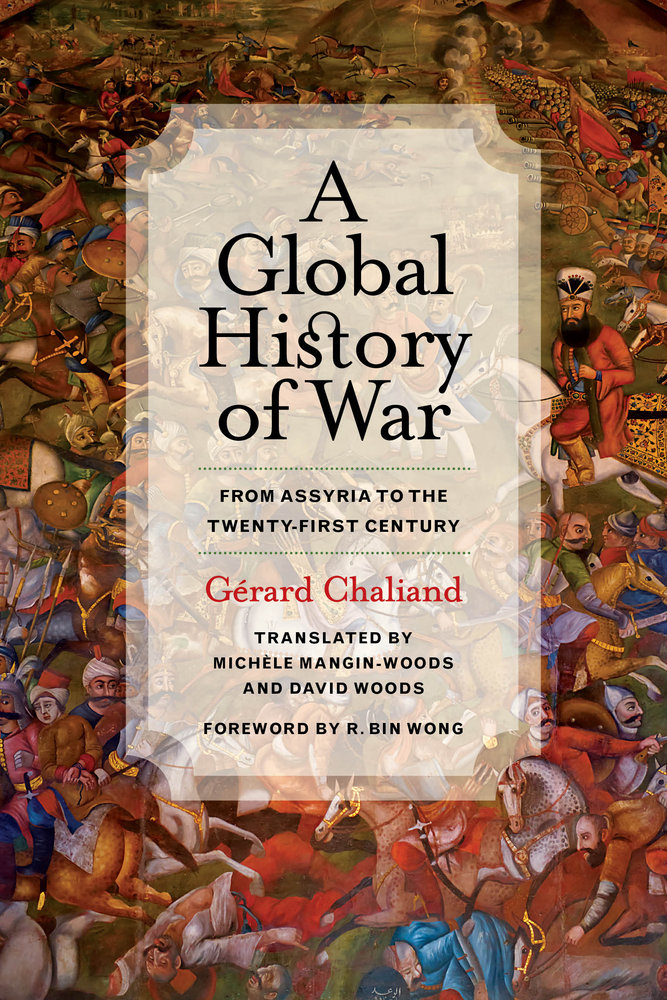 A
Global
History
of War
FROM ASSYRIA TO THE
TWENTY-FIRST CENTURY
Gérard Chaliand
TRANSLATED BY
MICHÈLE MANGIN-WOODS
AND DAVID WOODS
FOREWORD BY R. BIN WONG